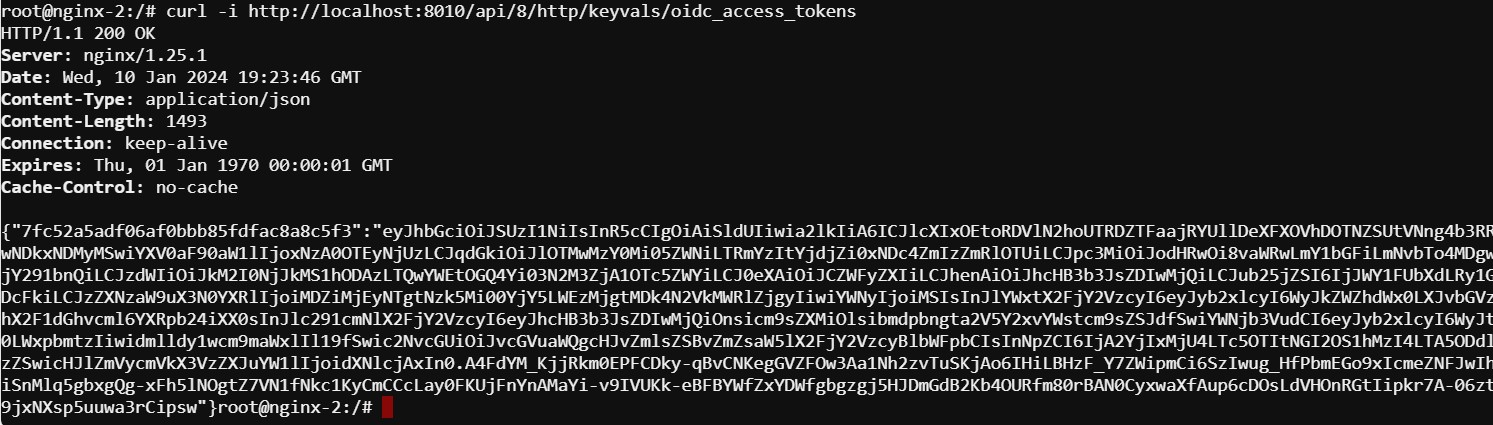 root@nginx-2:/# curl -i http://localhost:8010/api/8/http/keyvals/oidc_access_tokens
HTTP/1.1 200 OK
Server: nginx/1.25.1
Date: Wed, 10 Jan 2024 19:23:46 GMT
Content-Type: application/json
Content-Length: 1493
Connection: keep-alive
Expires: Thu, 01 Jan 1970 00:00:01 GMT
Cache-Control: no-cache
{"7fc52a5adf06af0bbb85fdfac8a8c5f3":"eyJhbGciOiJSUzI1NiIsInR5cCIgOiAiSldUIiwia2lkIiA6ICJlcXIxOEtoRDVlN2hoUTRDZTFaajRYUllDeXFXOVhDOTNZSUtVNng4b3RR
wNDkxNDMyMSwiYXV0aF90aW1lIjoxNzA0OTEyNjUzLCJqdGkiOiJlOTMwMzY0Mi05ZWNiLTRmYzItYjdjZi0xNDc4ZmIzZmRlOTUiLCJpc3MiOiJodHRwOi8vaWRwLmY1bGFiLmNvbTo4MDgw
jY291bnQiLCJzdWIiOiJkM2I0NjJkMS1hODAzLTQwYWEtOGQ4Yi03N2M3ZjA1OTc5ZWYiLCJ0eXAiOiJCZWFyZXIiLCJhenAiOiJhcHB3b3JsZDIwMjQiLCJub25jZSI6IjJWY1FUbXdLRy1G
DcFkiLCJzZXNzaW9uX3N0YXRlIjoiMDZiMjEyNTgtNzk5Mi00YjY5LWEzMjgtMDk4N2VkMWRlZjgyIiwiYWNyIjoiMSIsInJlYWxtX2FjY2VzcyI6eyJyb2xlcyI6WyJkZWZhdWx0LXJvbGVz
hX2F1dGhvcml6YXRpb24iXX0sInJlc291cmNlX2FjY2VzcyI6eyJhcHB3b3JsZDIwMjQiOnsicm9sZXMiOlsibmdpbngta2V5Y2xvYWstcm9sZSJdfSwiYWNjb3VudCI6eyJyb2xlcyI6WyJt
0LWxpbmtzIiwidmlldy1wcm9maWxlIl19fSwic2NvcGUiOiJvcGVuaWQgcHJvZmlsZSBvZmZsaW5lX2FjY2VzcyBlbWFpbCIsInNpZCI6IjA2YjIxMjU4LTc5OTItNGI2OS1hMzI4LTA5ODdl
zZSwicHJlZmVycmVkX3VzZXJuYW1lIjoidXNlcjAxIn0.A4FdYM_KjjRkm0EPFCDky-qBvCNKegGVZFOw3Aa1Nh2zvTuSKjAo6IHiLBHzF_Y7ZWipmCi6SzIwug_HfPbmEGo9xIcmeZNFJwIh
iSnMlq5gbxgQg-xFh5lNOgtZ7VN1fNkc1KyCmCCcLay0FKUjFnYnAMaYi-v9IVUKk-eBFBYWfZxYDWfgbgzgj5HJDmGdB2Kb4OURfm80rBAN0CyxwaXfAup6cDOsLdVHOnRGtIipkr7A-06zt
9jxNXsp5uuwa3rCipsw"}root@nginx-2:/#